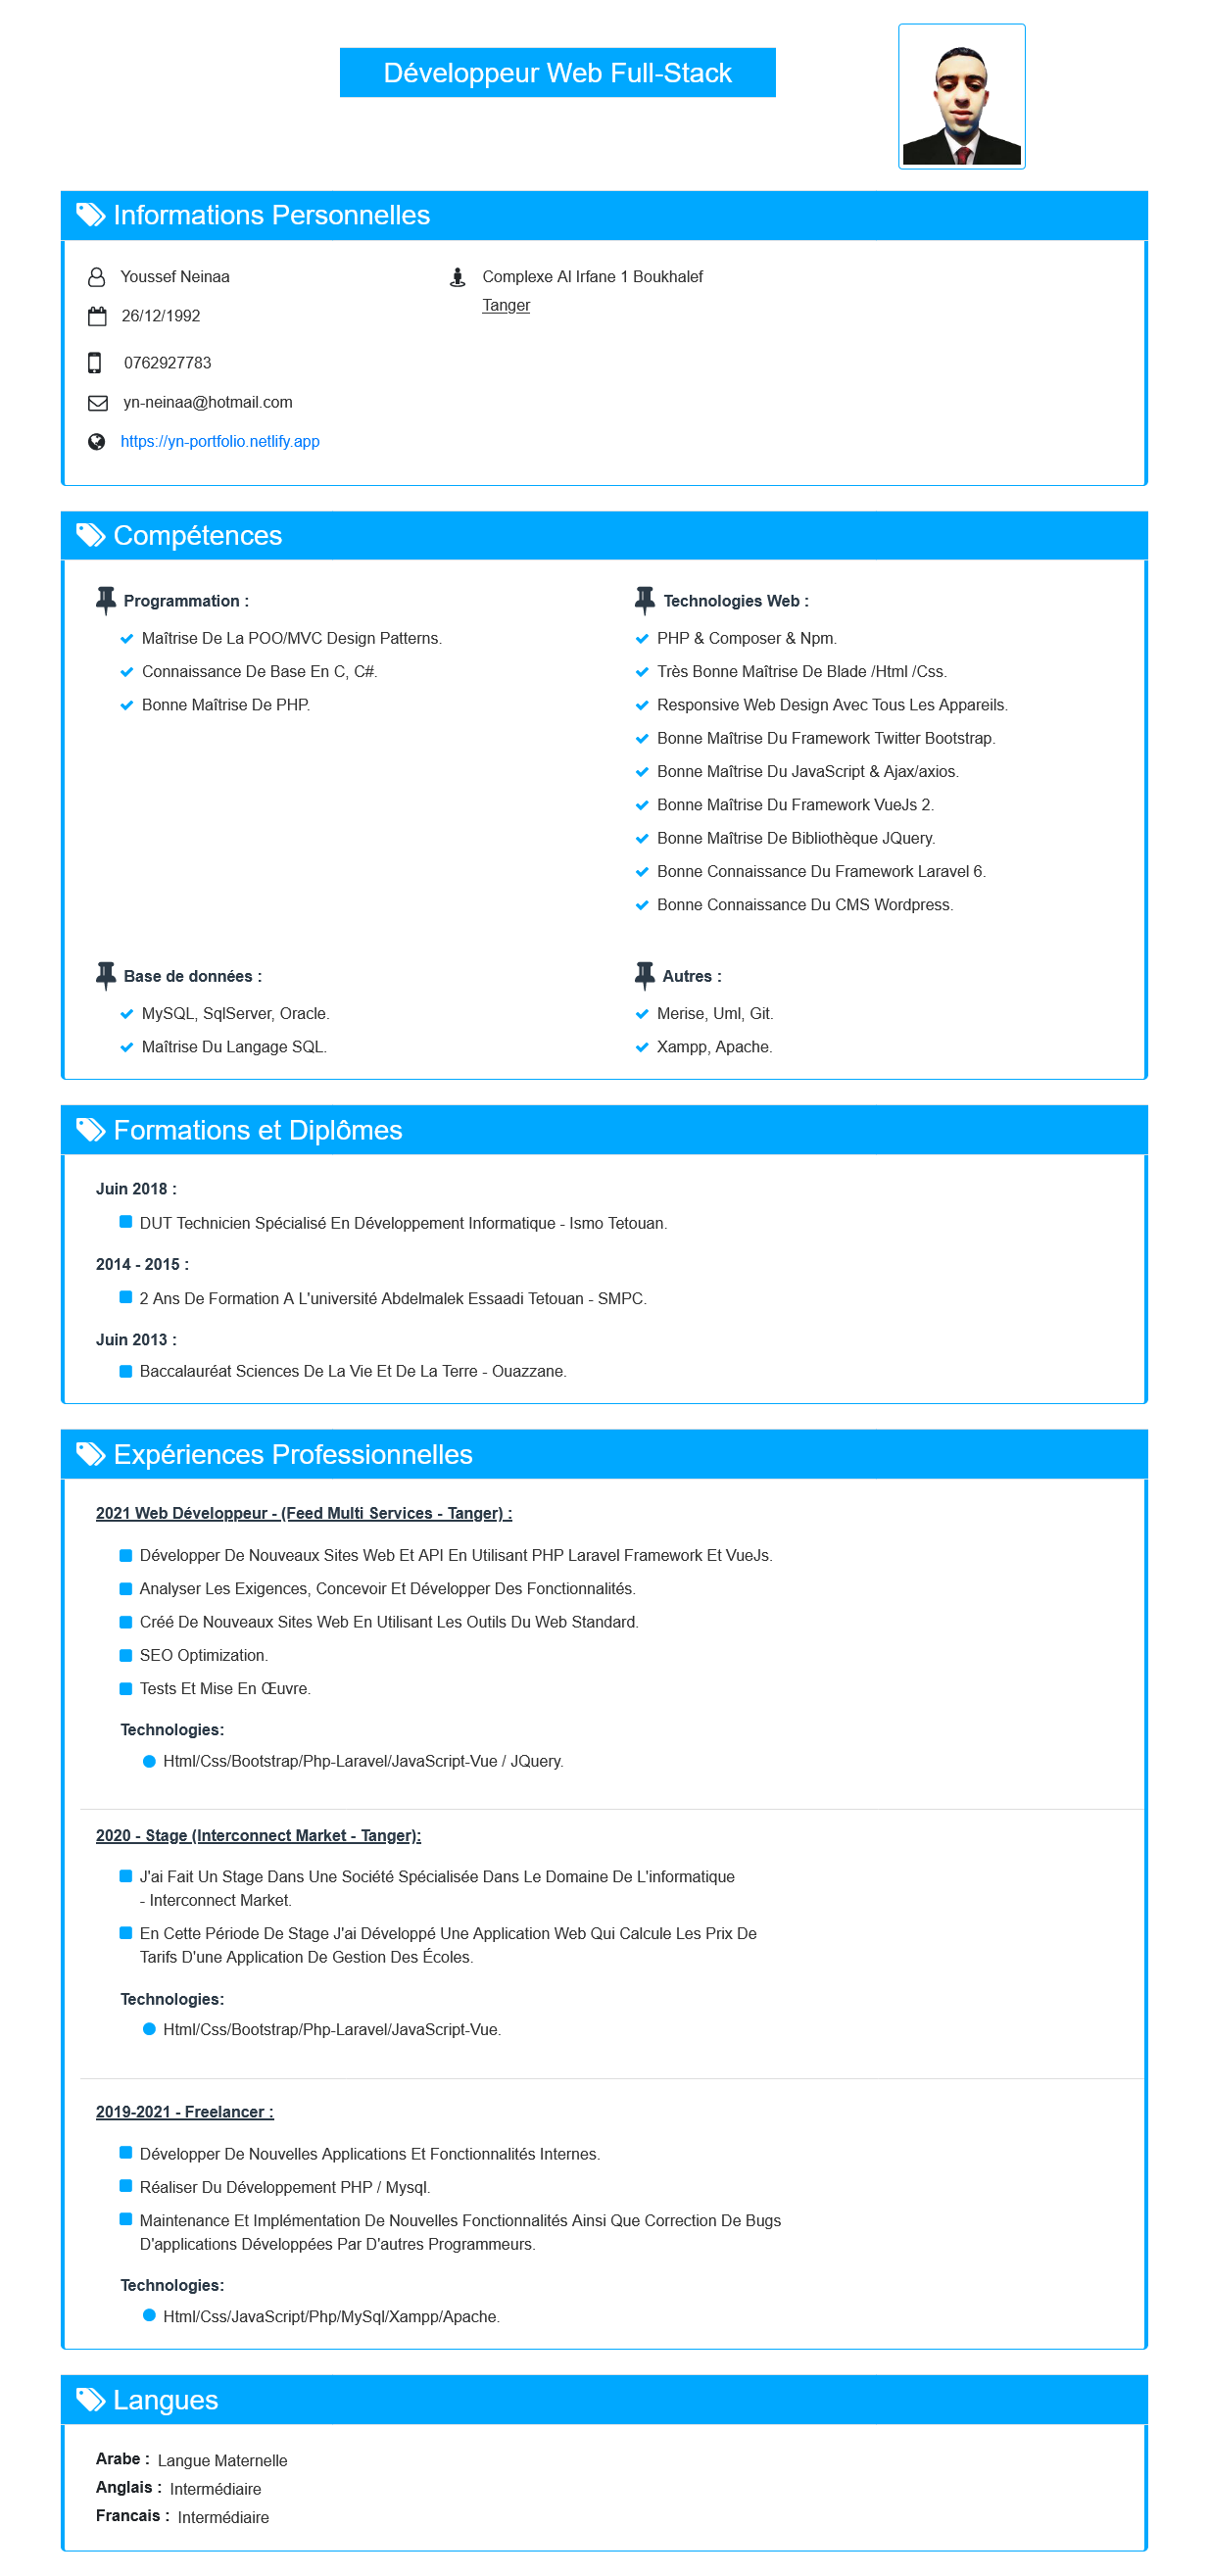 Développeur Web Full-Stack
Informations Personnelles
Youssef Neinaa
26/12/1992
0762927783
yn-neinaa@hotmail.com
https://yn-portfolio.netlify.app
Complexe Al Irfane 1 Boukhalef
Tanger
Compétences
Programmation :
Maîtrise De La POO/MVC Design Patterns.
Connaissance De Base En C, C#.
Bonne Maîtrise De PHP.
Technologies Web :
PHP & Composer & Npm.
Très Bonne Maîtrise De Blade /Html /Css.
Responsive Web Design Avec Tous Les Appareils.
Bonne Maîtrise Du Framework Twitter Bootstrap.
Bonne Maîtrise Du JavaScript & Ajax/axios.
Bonne Maîtrise Du Framework VueJs 2.
Bonne Maîtrise De Bibliothèque JQuery.
Bonne Connaissance Du Framework Laravel 6.
Bonne Connaissance Du CMS Wordpress.
Base de données :
MySQL, SqlServer, Oracle.
Maîtrise Du Langage SQL.
Autres :
Merise, Uml, Git.
Xampp, Apache.
Formations et Diplômes
Juin 2018 :
DUT Technicien Spécialisé En Développement Informatique - Ismo Tetouan.
2014 - 2015 :
2 Ans De Formation A L'université Abdelmalek Essaadi Tetouan - SMPC.
Juin 2013 :
Baccalauréat Sciences De La Vie Et De La Terre - Ouazzane.
Expériences Professionnelles
2021 Web Développeur - (Feed Multi Services - Tanger) :
Développer De Nouveaux Sites Web Et API En Utilisant PHP Laravel Framework Et VueJs.
Analyser Les Exigences, Concevoir Et Développer Des Fonctionnalités.
Créé De Nouveaux Sites Web En Utilisant Les Outils Du Web Standard.
SEO Optimization.
Tests Et Mise En Œuvre.
Technologies:
Html/Css/Bootstrap/Php-Laravel/JavaScript-Vue / JQuery.
2020 - Stage (Interconnect Market - Tanger):
J'ai Fait Un Stage Dans Une Société Spécialisée Dans Le Domaine De L'informatique
- Interconnect Market.
En Cette Période De Stage J'ai Développé Une Application Web Qui Calcule Les Prix De
Tarifs D'une Application De Gestion Des Écoles.
Technologies:
Html/Css/Bootstrap/Php-Laravel/JavaScript-Vue.
2019-2021 - Freelancer :
Développer De Nouvelles Applications Et Fonctionnalités Internes.
Réaliser Du Développement PHP / Mysql.
Maintenance Et Implémentation De Nouvelles Fonctionnalités Ainsi Que Correction De Bugs
D'applications Développées Par D'autres Programmeurs.
Technologies:
Html/Css/JavaScript/Php/MySql/Xampp/Apache.
Langues
Arabe : Langue Maternelle
Anglais : Intermédiaire
Francais : Intermédiaire